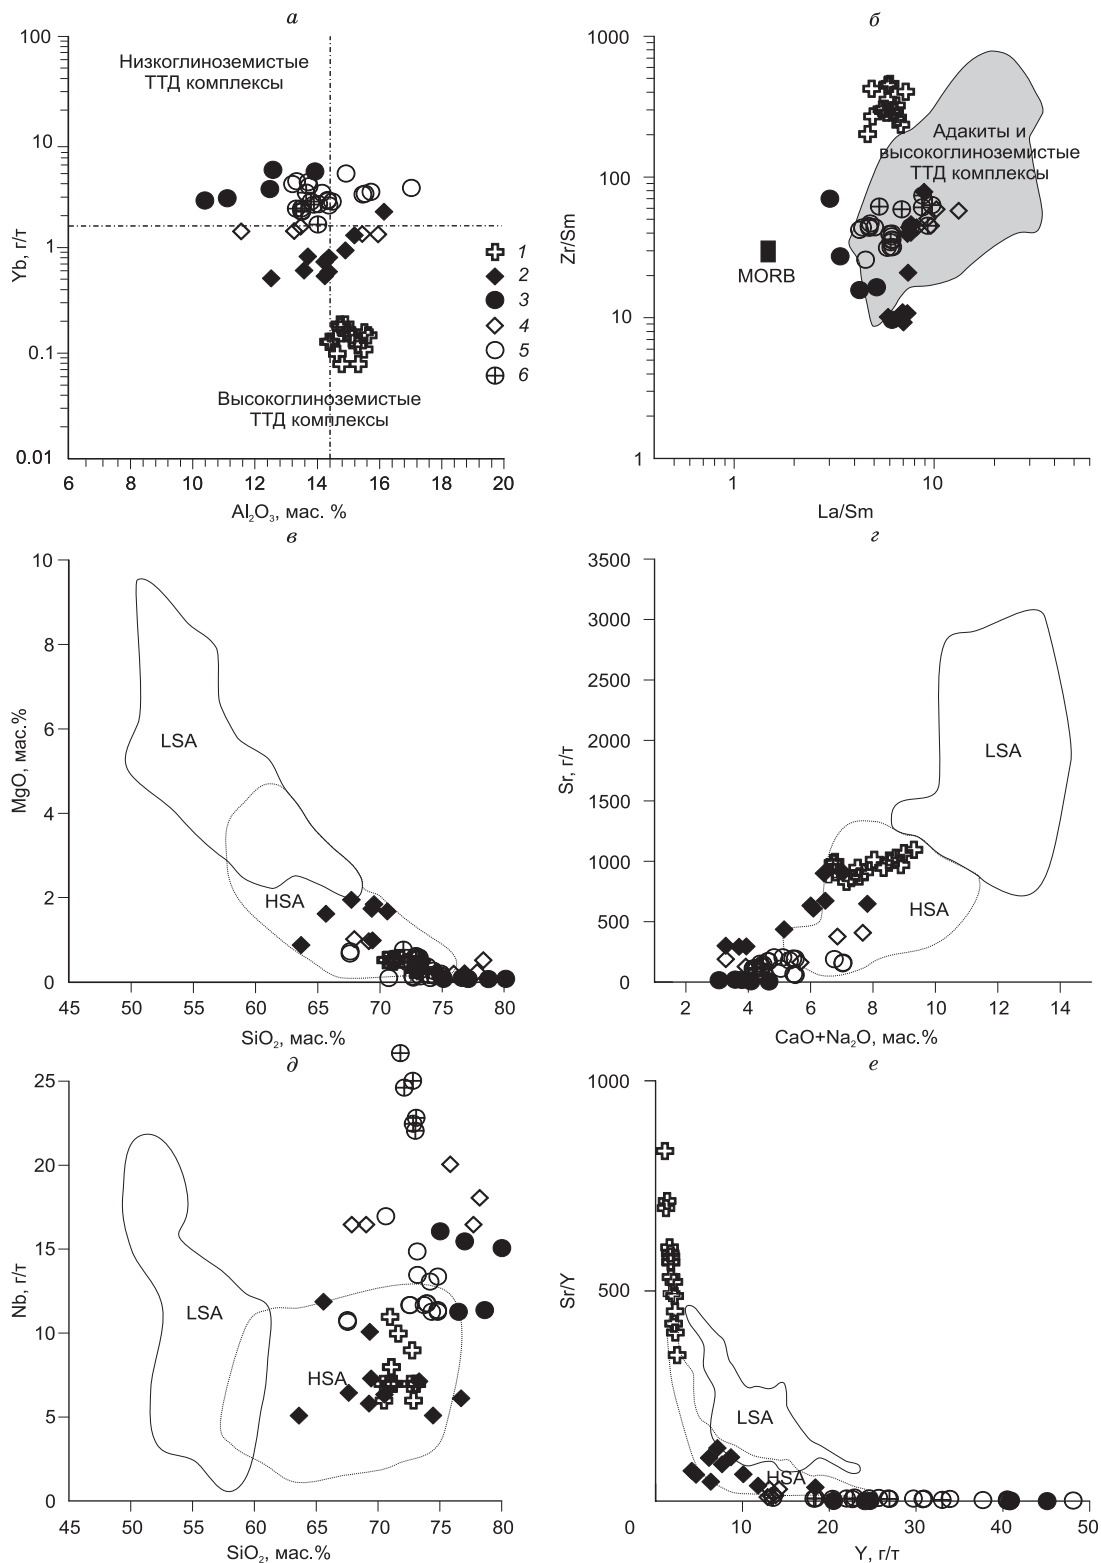 а
100
10
1
0.1
0.01
Yb, г/т
Низкоглиноземистые
ТТД комплексы
Высокоглиноземистые
ТТД комплексы
1
2
3
4
5
6
6 8 10 12 14 16 18 20
Al2O3, мас. %
б
1000
100
10
1
Zr/Sm
Адакиты и
высокоглиноземистые
ТТД комплексы
MORB
1 10
La/Sm
в
10
8
6
4
2
0
MgO, мас.%
LSA
HSA
45 50 55 60 65 70 75 80
SiO2, мас.%
г
3500
3000
2500
2000
1500
1000
500
0
Sr, г/т
LSA
HSA
2 4 6 8 10 12 14
CaO+Na2O, мас.%
д
25
20
15
10
5
0
Nb, г/т
LSA
HSA
45 50 55 60 65 70 75 80
SiO2, мас.%
е
1000
500
Sr/Y
LSA
HSA
0 10 20 30 40 50
Y, г/т